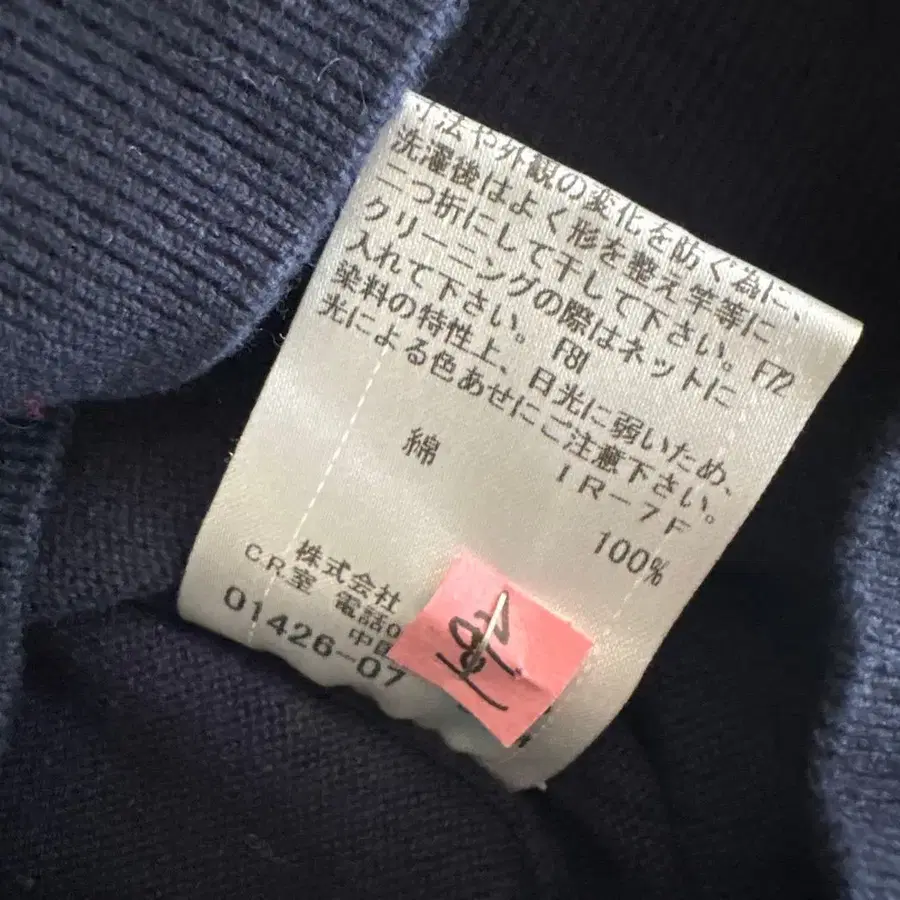 寸法や外観の変化を防ぐ為に、
洗濯後はよく形を整え竿等に
二つ折にして干して下さい。F72
クリーニングの際はネットに
入れて下さい。F81
染料の特性上、日光に弱いため、
光による色あせにご注意下さい。
IR-7F
綿 100%
株式会社
C.R室 電話0
中国
01426-07